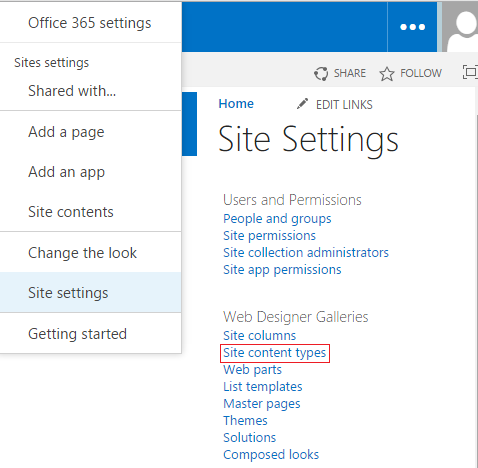 Office 365 settings
Sites settings
Shared with...
Add a page
Add an app
Site contents
Change the look
Site settings
Getting started
SHARE
FOLLOW
Home
EDIT LINKS
Site Settings
Users and Permissions
People and groups
Site permissions
Site collection administrators
Site app permissions
Web Designer Galleries
Site columns
Site content types
Web parts
List templates
Master pages
Themes
Solutions
Composed looks